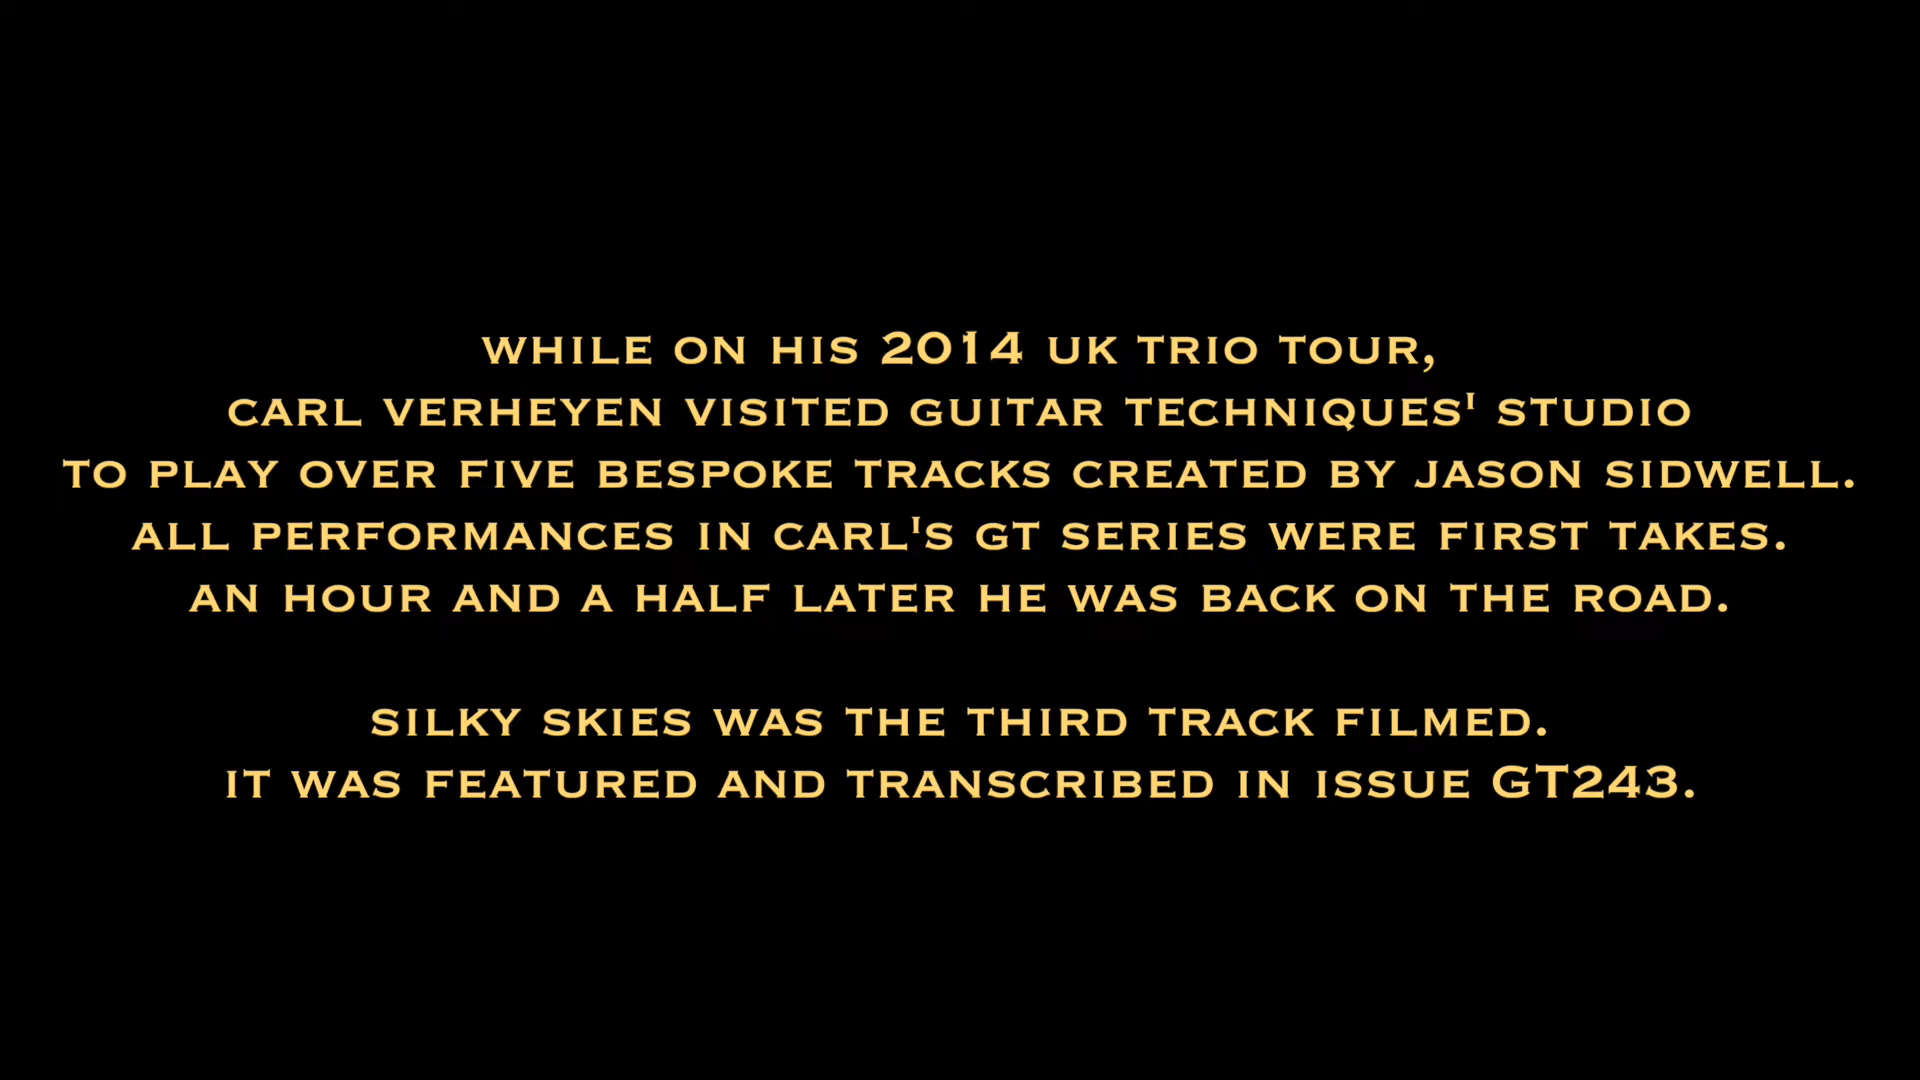 WHILE ON HIS 2014 UK TRIO TOUR,
CARL VERHEYEN VISITED GUITAR TECHNIQUES' STUDIO
TO PLAY OVER FIVE BESPOKE TRACKS CREATED BY JASON SIDWELL.
ALL PERFORMANCES IN CARL'S GT SERIES WERE FIRST TAKES.
AN HOUR AND A HALF LATER HE WAS BACK ON THE ROAD.
SILKY SKIES WAS THE THIRD TRACK FILMED.
IT WAS FEATURED AND TRANSCRIBED IN ISSUE GT243.